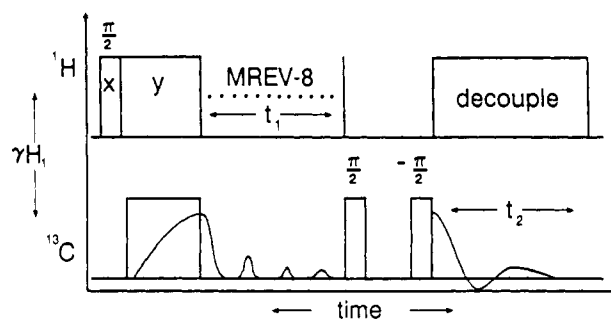 π/2
¹H
x
y
MREV-8
t₁
decouple
γH₁
π/2
-π/2
t₂
¹³C
time